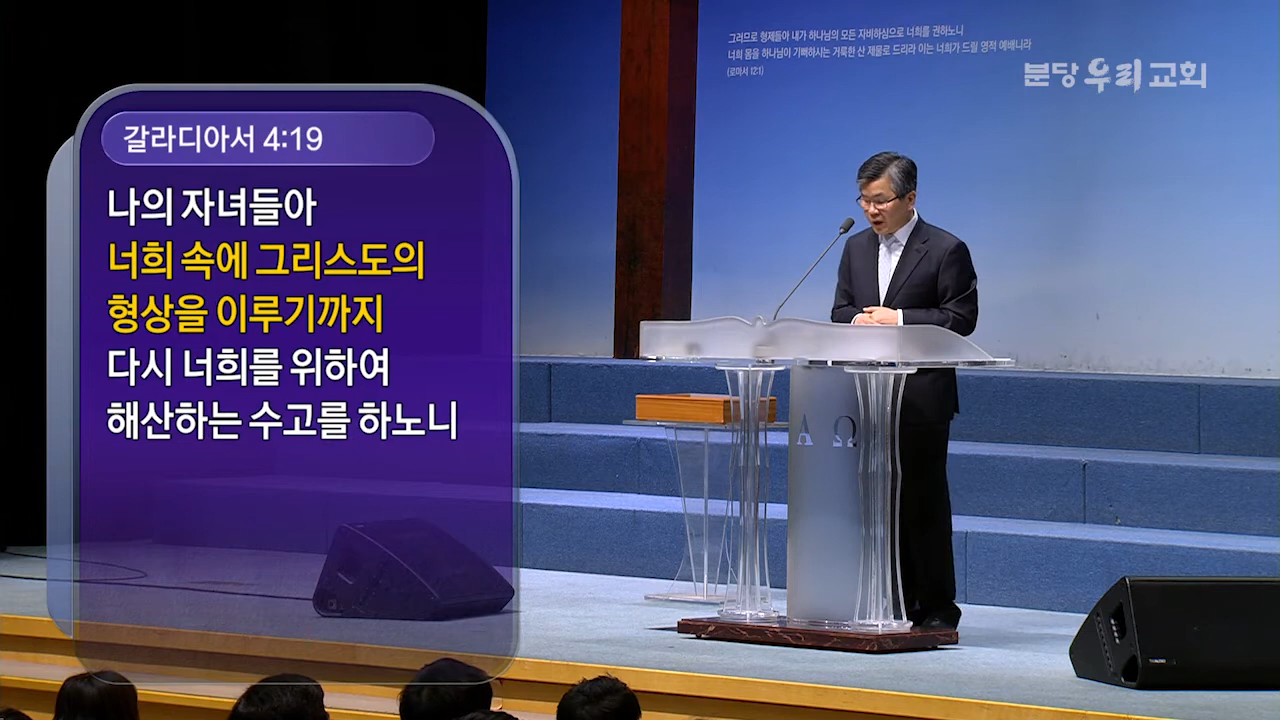 그러므로 형제들아 내가 하나님의 모든 자비하심으로 너희를 권하노니
너희 몸을 하나님이 기뻐하시는 거룩한 산 제물로 드리라 이는 너희가 드릴 영적 예배니라
(로마서 12:1)
분당 우리 교회
갈라디아서 4:19
나의 자녀들아
너희 속에 그리스도의
형상을 이루기까지
다시 너희를 위하여
해산하는 수고를 하노니
Α Ω